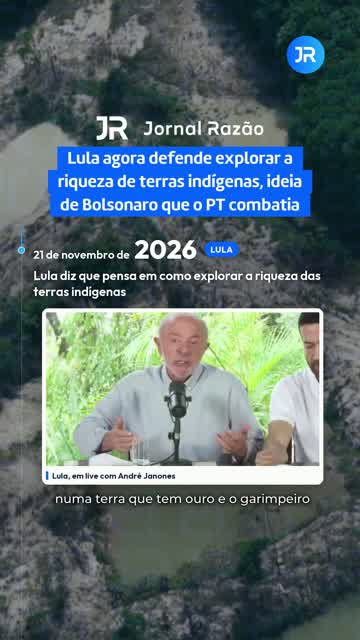 JR
JR Jornal Razão
Lula agora defende explorar a
riqueza de terras indígenas, ideia
de Bolsonaro que o PT combatia
21 de novembro de 2026 LULA
Lula diz que pensa em como explorar a riqueza das
terras indígenas
Lula, em live com André Janones
numa terra que tem ouro e o garimpeiro